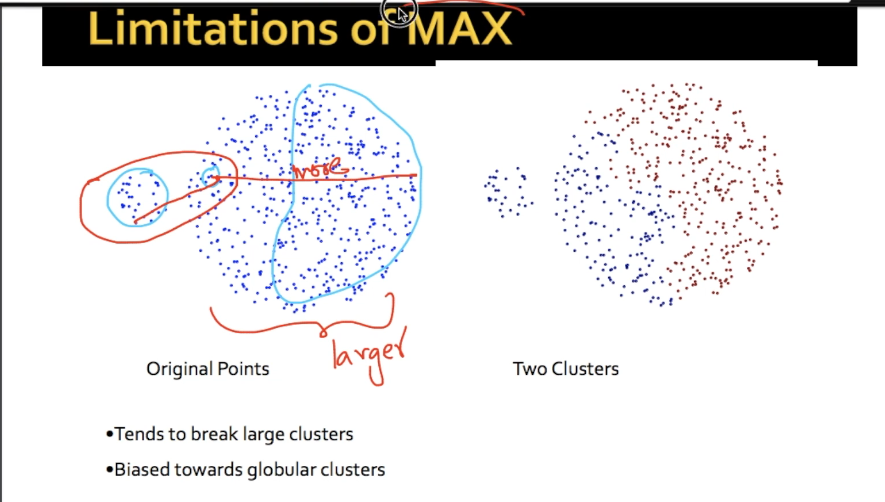 Limitations of MAX
more
larger
Original Points
Two Clusters
•Tends to break large clusters
•Biased towards globular clusters